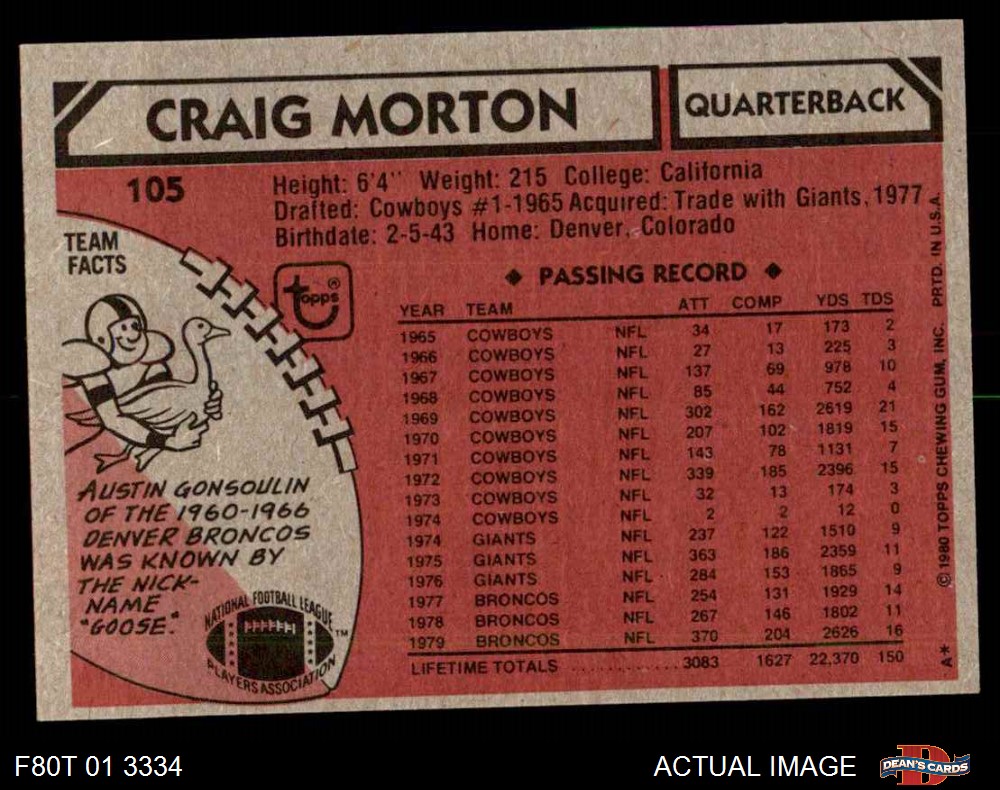 CRAIG MORTON
QUARTERBACK
105
Height: 6'4" Weight: 215 College: California
Drafted: Cowboys #1-1965 Acquired: Trade with Giants, 1977
Birthdate: 2-5-43 Home: Denver, Colorado
TEAM
FACTS
AUSTIN GONSOULIN
OF THE 1960-1966
DENVER BRONCOS
WAS KNOWN BY
THE NICK-
NAME
"GOOSE."
NATIONAL FOOTBALL LEAGUE
PLAYERS ASSOCIATION
TM
topps®
◆ PASSING RECORD ◆
YEAR TEAM ATT COMP YDS TDS
1965 COWBOYS NFL 34 17 173 2
1966 COWBOYS NFL 27 13 225 3
1967 COWBOYS NFL 137 69 978 10
1968 COWBOYS NFL 85 44 752 4
1969 COWBOYS NFL 302 162 2619 21
1970 COWBOYS NFL 207 102 1819 15
1971 COWBOYS NFL 143 78 1131 7
1972 COWBOYS NFL 339 185 2396 15
1973 COWBOYS NFL 32 13 174 3
1974 COWBOYS NFL 2 2 12 0
1974 GIANTS NFL 237 122 1510 9
1975 GIANTS NFL 363 186 2359 11
1976 GIANTS NFL 284 153 1865 9
1977 BRONCOS NFL 254 131 1929 14
1978 BRONCOS NFL 267 146 1802 11
1979 BRONCOS NFL 370 204 2626 16
LIFETIME TOTALS ............ 3083 1627 22,370 150
A* © 1980 TOPPS CHEWING GUM, INC. PRTD. IN U.S.A.
F80T 01 3334
ACTUAL IMAGE
D
DEAN'S CARDS